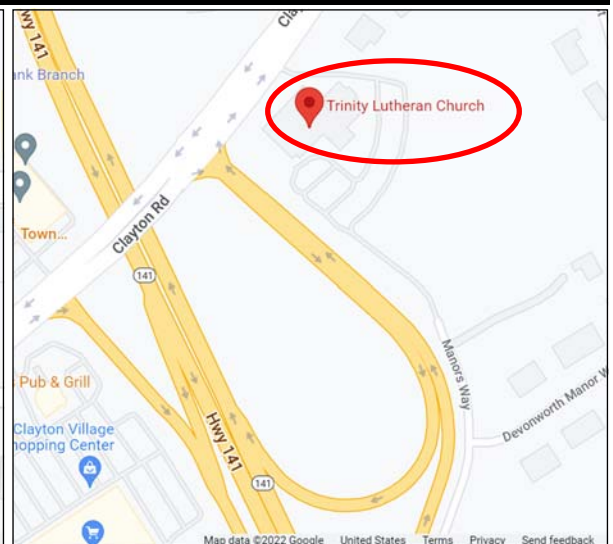 Hwy 141
Cla
ank Branch
Trinity Lutheran Church
Clayton Rd
Town...
141
Pub & Grill
Manors Way
Hwy 141
Devonworth Manor W
Clayton Village
hopping Center
141
Map data ©2022 Google United States Terms Privacy Send feedback